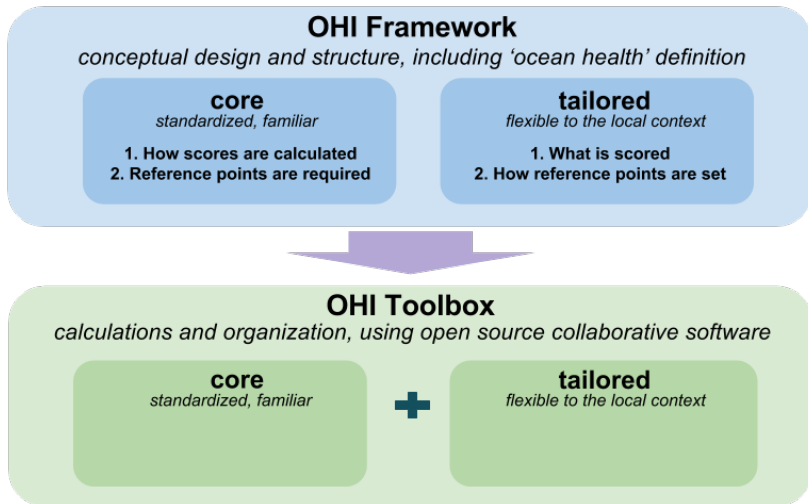 OHI Framework
conceptual design and structure, including ‘ocean health’ definition
core
standardized, familiar
1. How scores are calculated
2. Reference points are required
tailored
flexible to the local context
1. What is scored
2. How reference points are set
OHI Toolbox
calculations and organization, using open source collaborative software
core
standardized, familiar
tailored
flexible to the local context